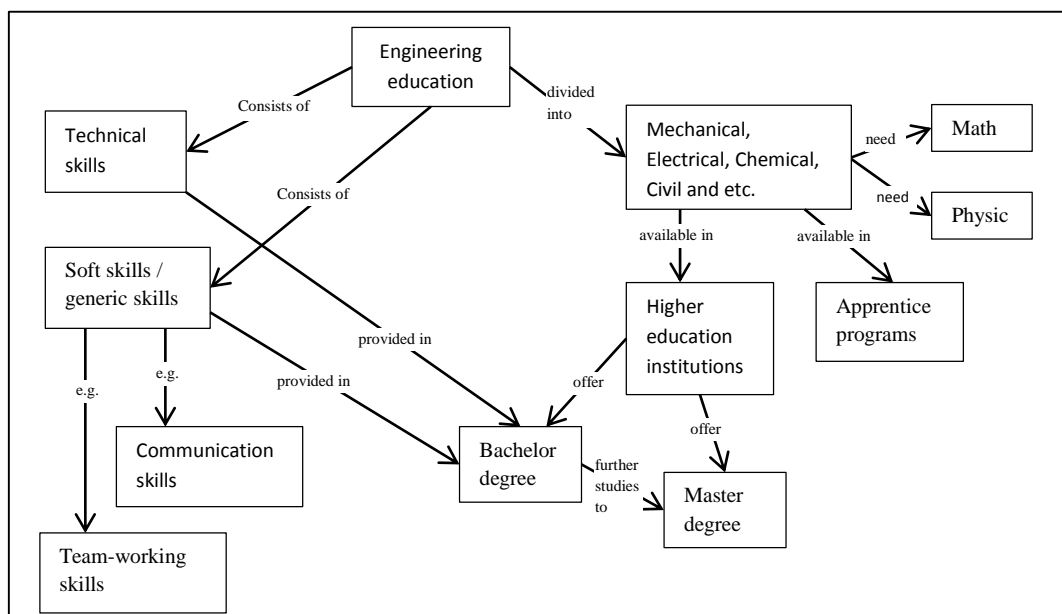 Engineering
education
Consists of
divided
into
Technical
skills
Mechanical,
Electrical, Chemical,
Civil and etc.
need
Math
need
Physic
Consists of
available in
available in
Soft skills /
generic skills
Higher
education
institutions
Apprentice
programs
provided in
provided in
e.g.
e.g.
offer
offer
Communication
skills
Bachelor
degree
further
studies
to
Master
degree
Team-working
skills